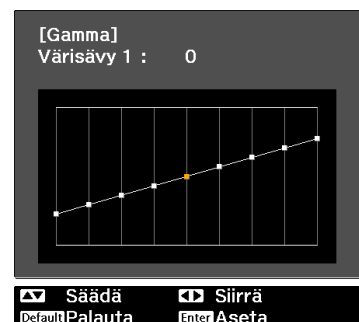 [Gamma]
Värisävy 1 : 0
Säädä Siirrä
Default Palauta Enter Aseta